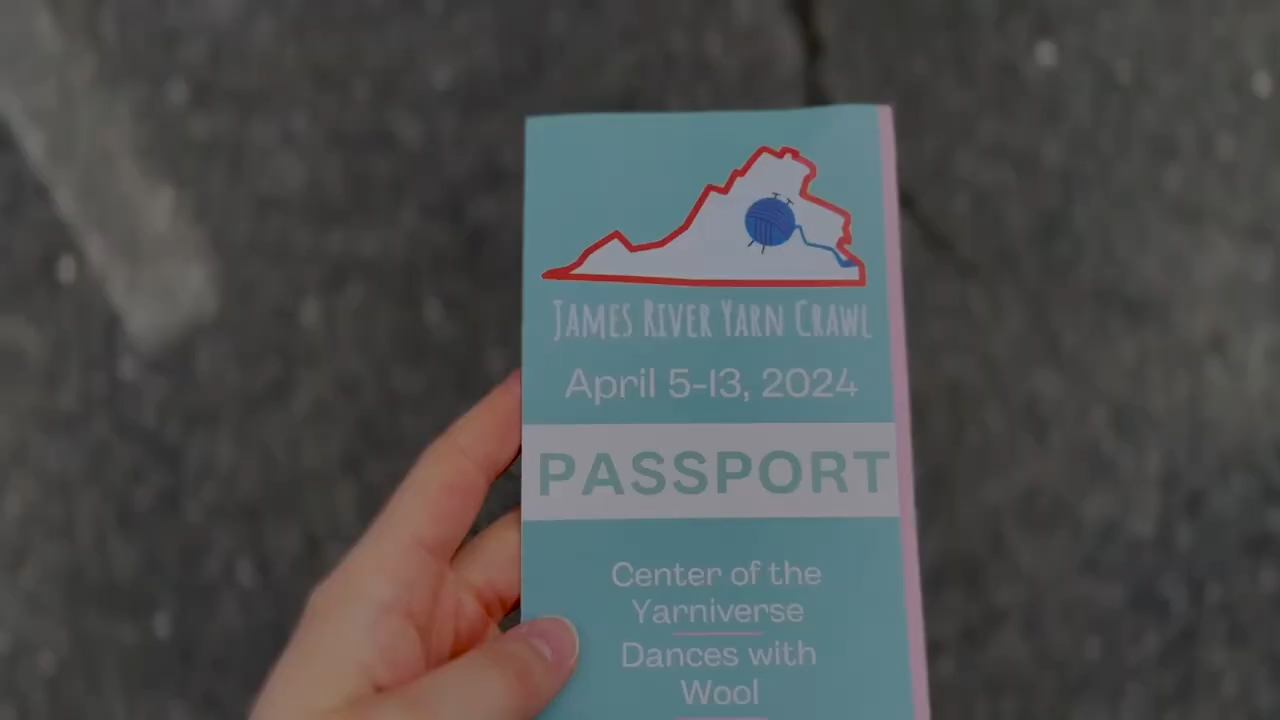 James River Yarn Crawl
April 5-13, 2024
PASSPORT
Center of the
Yarniverse
Dances with
Wool